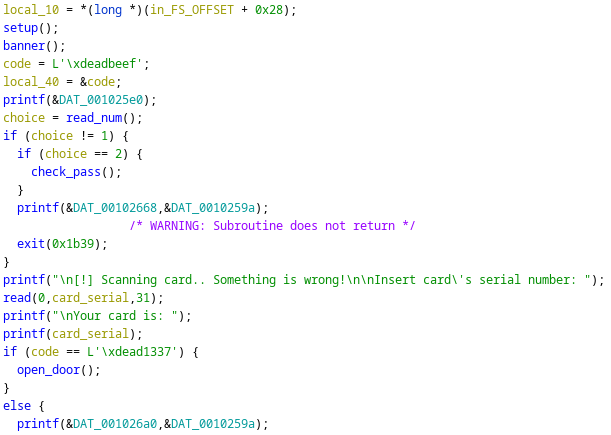 local_10 = *(long *)(in_FS_OFFSET + 0x28);
setup();
banner();
code = L'\xdeadbeef';
local_40 = &code;
printf(&DAT_001025e0);
choice = read_num();
if (choice != 1) {
  if (choice == 2) {
    check_pass();
  }
  printf(&DAT_00102668,&DAT_0010259a);
                    /* WARNING: Subroutine does not return */
  exit(0x1b39);
}
printf("\n[!] Scanning card.. Something is wrong!\n\nInsert card\'s serial number: ");
read(0,card_serial,31);
printf("\nYour card is: ");
printf(card_serial);
if (code == L'\xdead1337') {
  open_door();
}
else {
  printf(&DAT_001026a0,&DAT_0010259a);